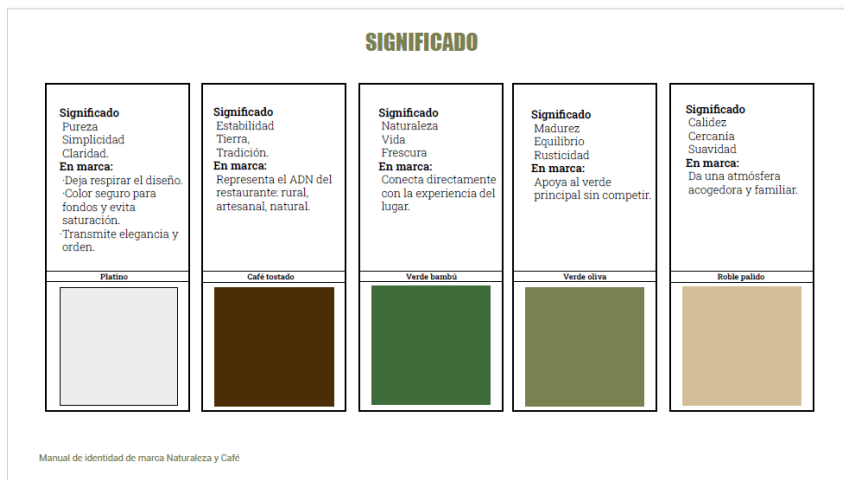 SIGNIFICADO
Significado
Pureza
Simplicidad
Claridad.
En marca:
·Deja respirar el diseño.
·Color seguro para
fondos y evita
saturación.
·Transmite elegancia y
orden.
Platino
Significado
Estabilidad
Tierra,
Tradición.
En marca:
Representa el ADN del
restaurante: rural,
artesanal, natural.
Café tostado
Significado
Naturaleza
Vida
Frescura
En marca:
Conecta directamente
con la experiencia del
lugar.
Verde bambú
Significado
Madurez
Equilibrio
Rusticidad
En marca:
Apoya al verde
principal sin competir.
Verde oliva
Significado
Calidez
Cercanía
Suavidad
En marca:
Da una atmósfera
acogedora y familiar.
Roble palido
Manual de identidad de marca Naturaleza y Café